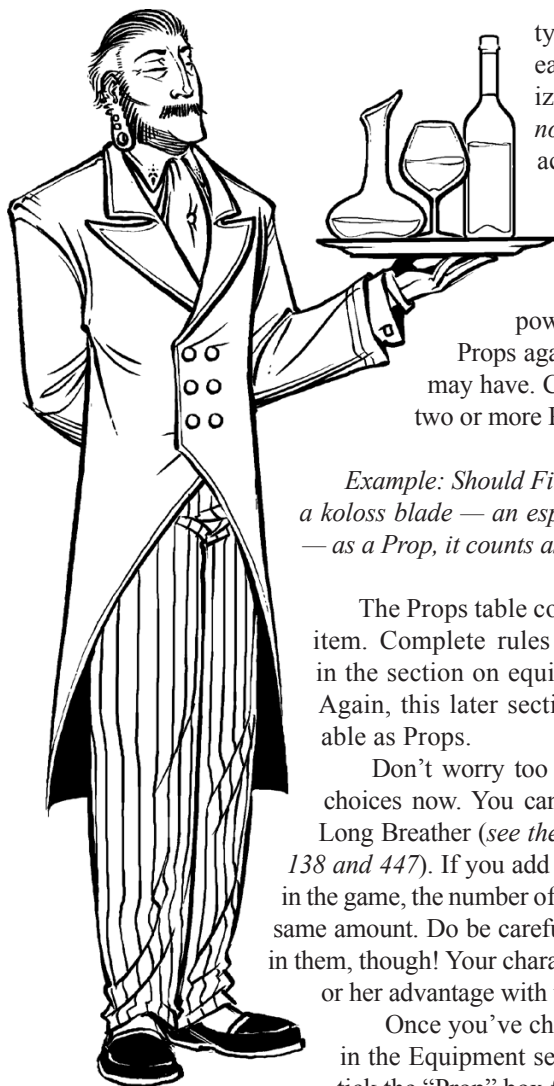 ty
ea
iz
no
ac
pow
Props aga
may have. C
two or more
Example: Should Fi
a koloss blade — an esp
— as a Prop, it counts as
The Props table co
item. Complete rules
in the section on equi
Again, this later secti
able as Props.
Don’t worry too
choices now. You can
Long Breather (see the
138 and 447). If you add
in the game, the number of
same amount. Do be carefu
in them, though! Your chara
or her advantage with
Once you’ve ch
in the Equipment se
tick the “Prop” box